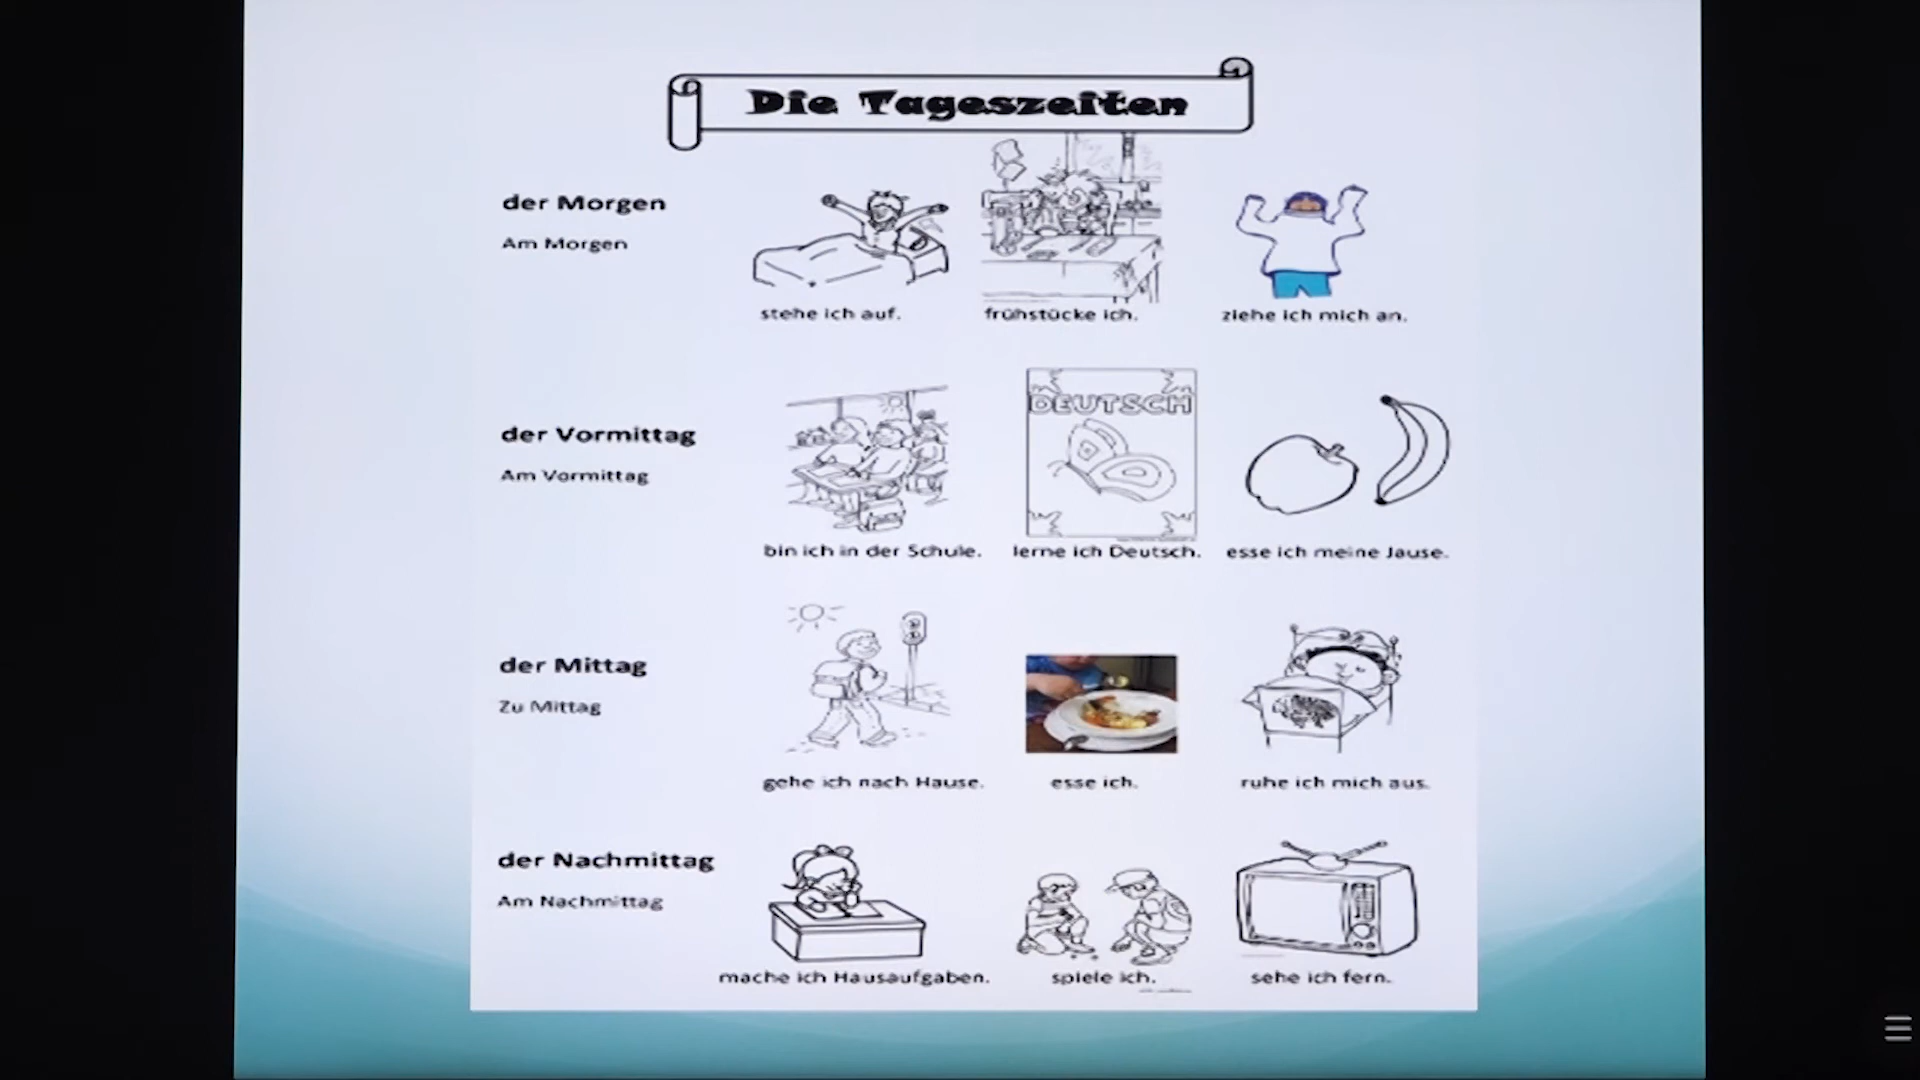 Die Tageszeiten
der Morgen
Am Morgen
stehe ich auf.
frühstücke ich.
ziehe ich mich an.
DEUTSCH
der Vormittag
Am Vormittag
bin ich in der Schule.
lerne ich Deutsch.
esse ich meine Jause.
der Mittag
Zu Mittag
gehe ich nach Hause.
esse ich.
ruhe ich mich aus.
der Nachmittag
Am Nachmittag
mache ich Hausaufgaben.
spiele ich.
sehe ich fern.